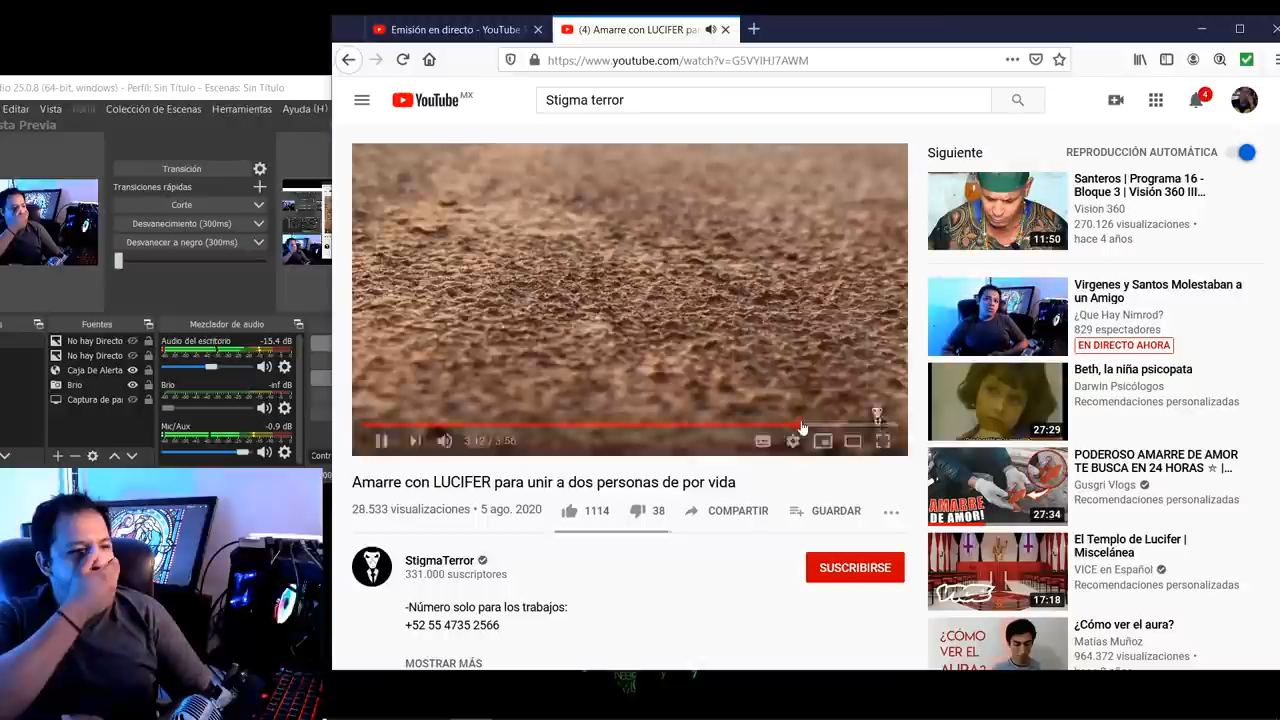 Emisión en directo - YouTube
(4) Amarre con LUCIFER pa
https://www.youtube.com/watch?v=G5VYIHJ7AWM
dio 25.0.8 (64-bit, windows) - Perfil: Sin Título - Escenas: Sin Título
Editar Vista Colección de Escenas Herramientas Ayuda (H)
sta Previa
Transición
Transiciones rápidas
Corte
Desvanecimiento (300ms)
Desvanecer a negro (300ms)
Fuentes
No hay Directo
No hay Directo
Caja De Alerta
Brio
Captura de pa
Mezclador de audio
Audio del escritorio -15.4 dB
Brio -inf dB
Mic/Aux -0.9 dB
Contr
YouTube MX
Stigma terror
4
3:12 / 3:56
Amarre con LUCIFER para unir a dos personas de por vida
28.533 visualizaciones • 5 ago. 2020
1114
38
COMPARTIR
GUARDAR
StigmaTerror
331.000 suscriptores
SUSCRIBIRSE
-Número solo para los trabajos:
+52 55 4735 2566
MOSTRAR MÁS
Siguiente
REPRODUCCIÓN AUTOMÁTICA
Santeros | Programa 16 -
Bloque 3 | Visión 360 III...
Vision 360
270.126 visualizaciones •
hace 4 años
11:50
Virgenes y Santos Molestaban a
un Amigo
¿Que Hay Nimrod?
829 espectadores
EN DIRECTO AHORA
Beth, la niña psicopata
Darwin Psicólogos
Recomendaciones personalizadas
27:29
PODEROSO AMARRE DE AMOR
TE BUSCA EN 24 HORAS ☆ |...
Gusgri Vlogs
Recomendaciones personalizadas
AMARRE
DE AMOR!
27:34
El Templo de Lucifer |
Miscelánea
VICE en Español
Recomendaciones personalizadas
VICE
17:18
¿Cómo ver el aura?
Matías Muñoz
964.372 visualizaciones •
¿CÓMO
VER EL
AURA?